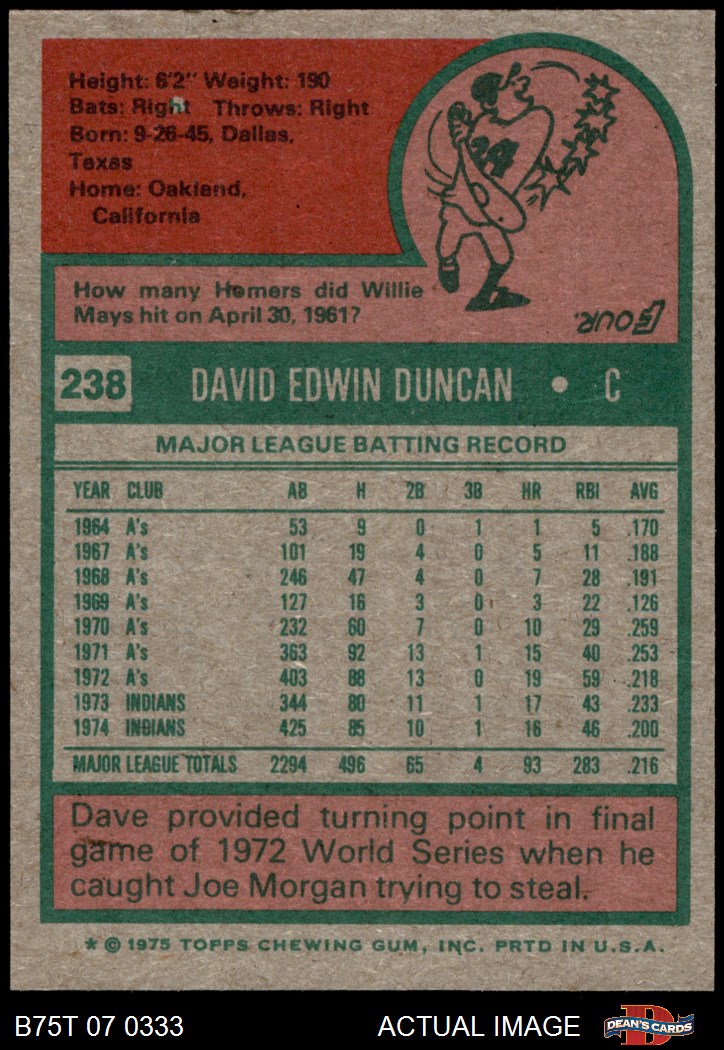 Height: 6'2" Weight: 190
Bats: Right Throws: Right
Born: 9-26-45, Dallas,
Texas
Home: Oakland,
California
24
How many Homers did Willie
Mays hit on April 30, 1961?
FOUR.
238 DAVID EDWIN DUNCAN • C
MAJOR LEAGUE BATTING RECORD
YEAR CLUB AB H 2B 3B HR RBI AVG
1964 A's 53 9 0 1 1 5 .170
1967 A's 101 19 4 0 5 11 .188
1968 A's 246 47 4 0 7 28 .191
1969 A's 127 16 3 0 3 22 .126
1970 A's 232 60 7 0 10 29 .259
1971 A's 363 92 13 1 15 40 .253
1972 A's 403 88 13 0 19 59 .218
1973 INDIANS 344 80 11 1 17 43 .233
1974 INDIANS 425 85 10 1 16 46 .200
MAJOR LEAGUE TOTALS 2294 496 65 4 93 283 .216
Dave provided turning point in final
game of 1972 World Series when he
caught Joe Morgan trying to steal.
* © 1975 TOPPS CHEWING GUM, INC. PRTD IN U.S.A.
B75T 07 0333 ACTUAL IMAGE D DEAN'S CARDS